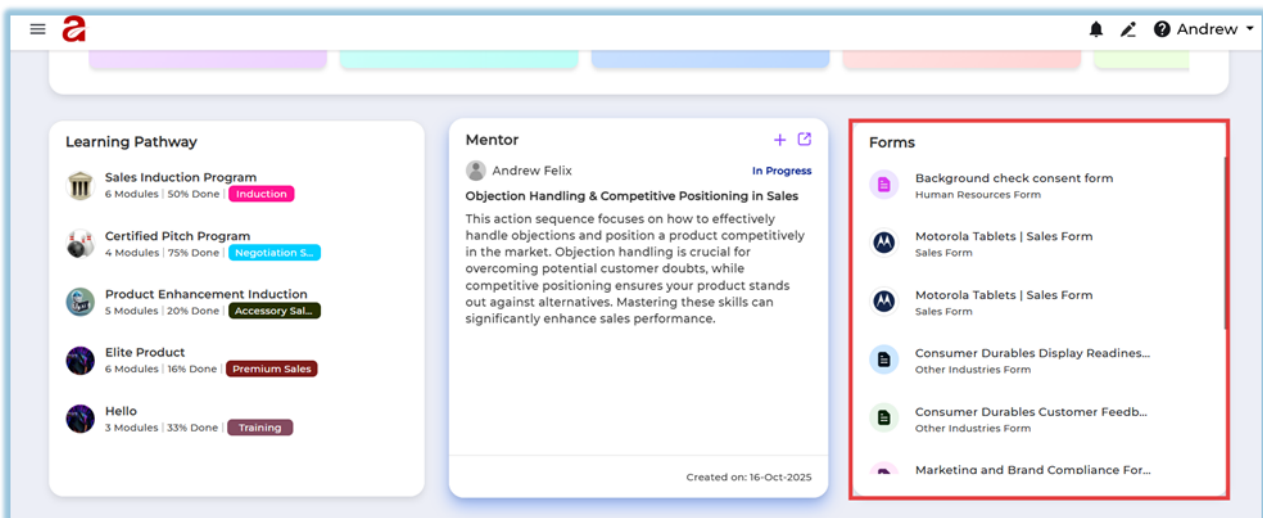 a
Andrew
Learning Pathway
Sales Induction Program
6 Modules | 50% Done | Induction
Certified Pitch Program
4 Modules | 75% Done | Negotiation S...
Product Enhancement Induction
5 Modules | 20% Done | Accessory Sal...
Elite Product
6 Modules | 16% Done | Premium Sales
Hello
3 Modules | 33% Done | Training
Mentor
Andrew Felix In Progress
Objection Handling & Competitive Positioning in Sales
This action sequence focuses on how to effectively
handle objections and position a product competitively
in the market. Objection handling is crucial for
overcoming potential customer doubts, while
competitive positioning ensures your product stands
out against alternatives. Mastering these skills can
significantly enhance sales performance.
Created on: 16-Oct-2025
Forms
Background check consent form
Human Resources Form
Motorola Tablets | Sales Form
Sales Form
Motorola Tablets | Sales Form
Sales Form
Consumer Durables Display Readines...
Other Industries Form
Consumer Durables Customer Feedb...
Other Industries Form
Marketing and Brand Compliance For...